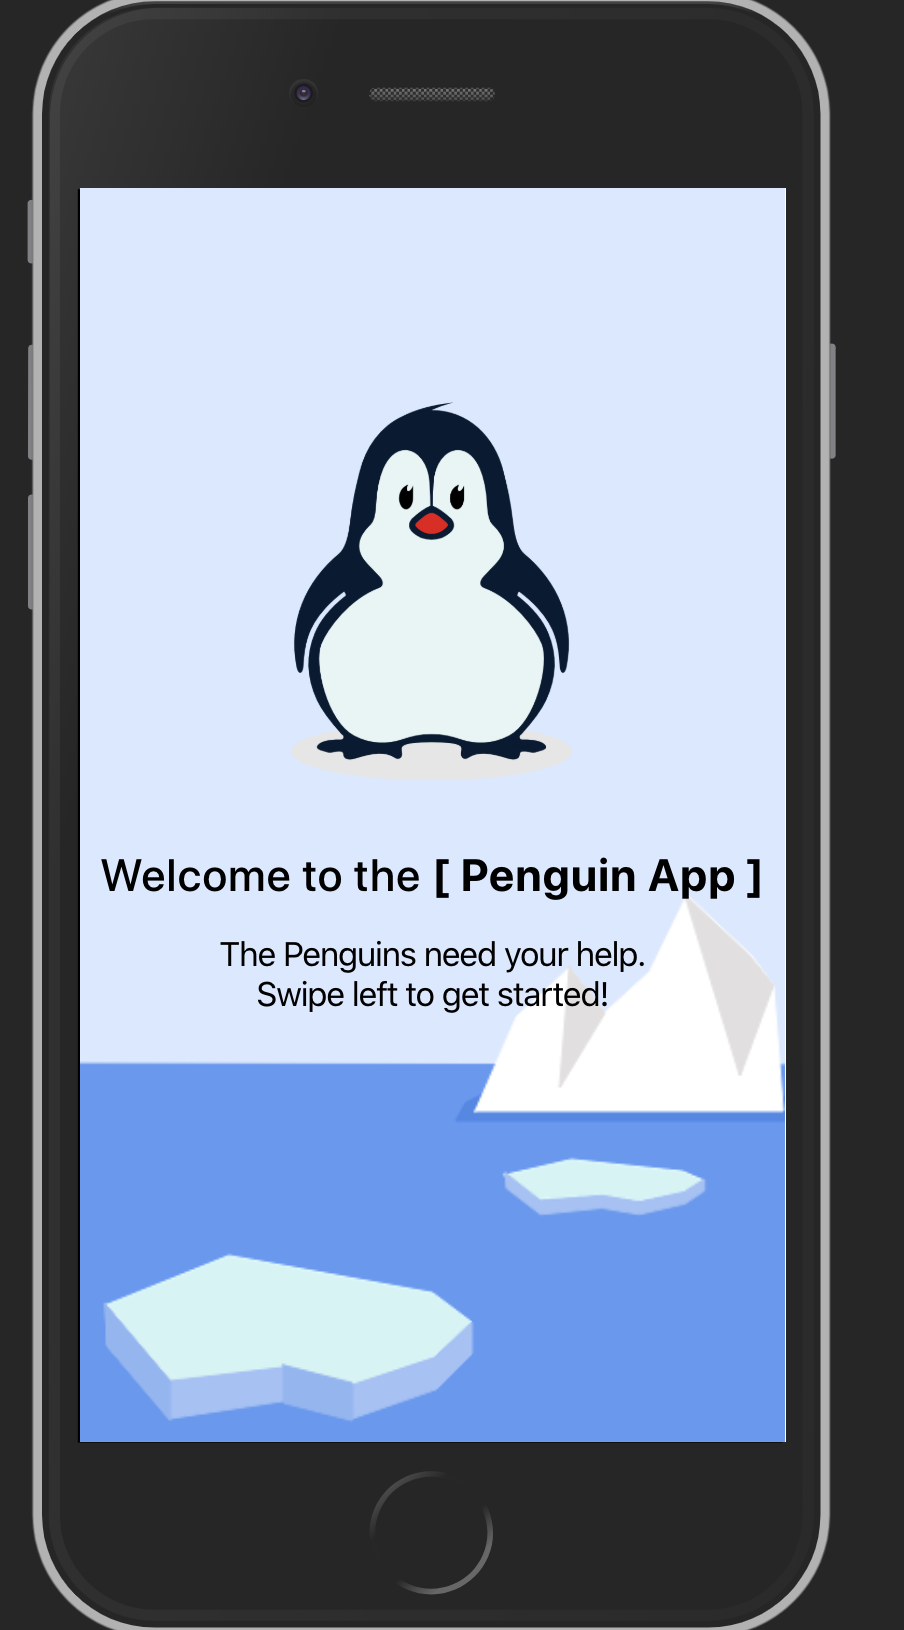 Welcome to the [ Penguin App ]
The Penguins need your help.
Swipe left to get started!